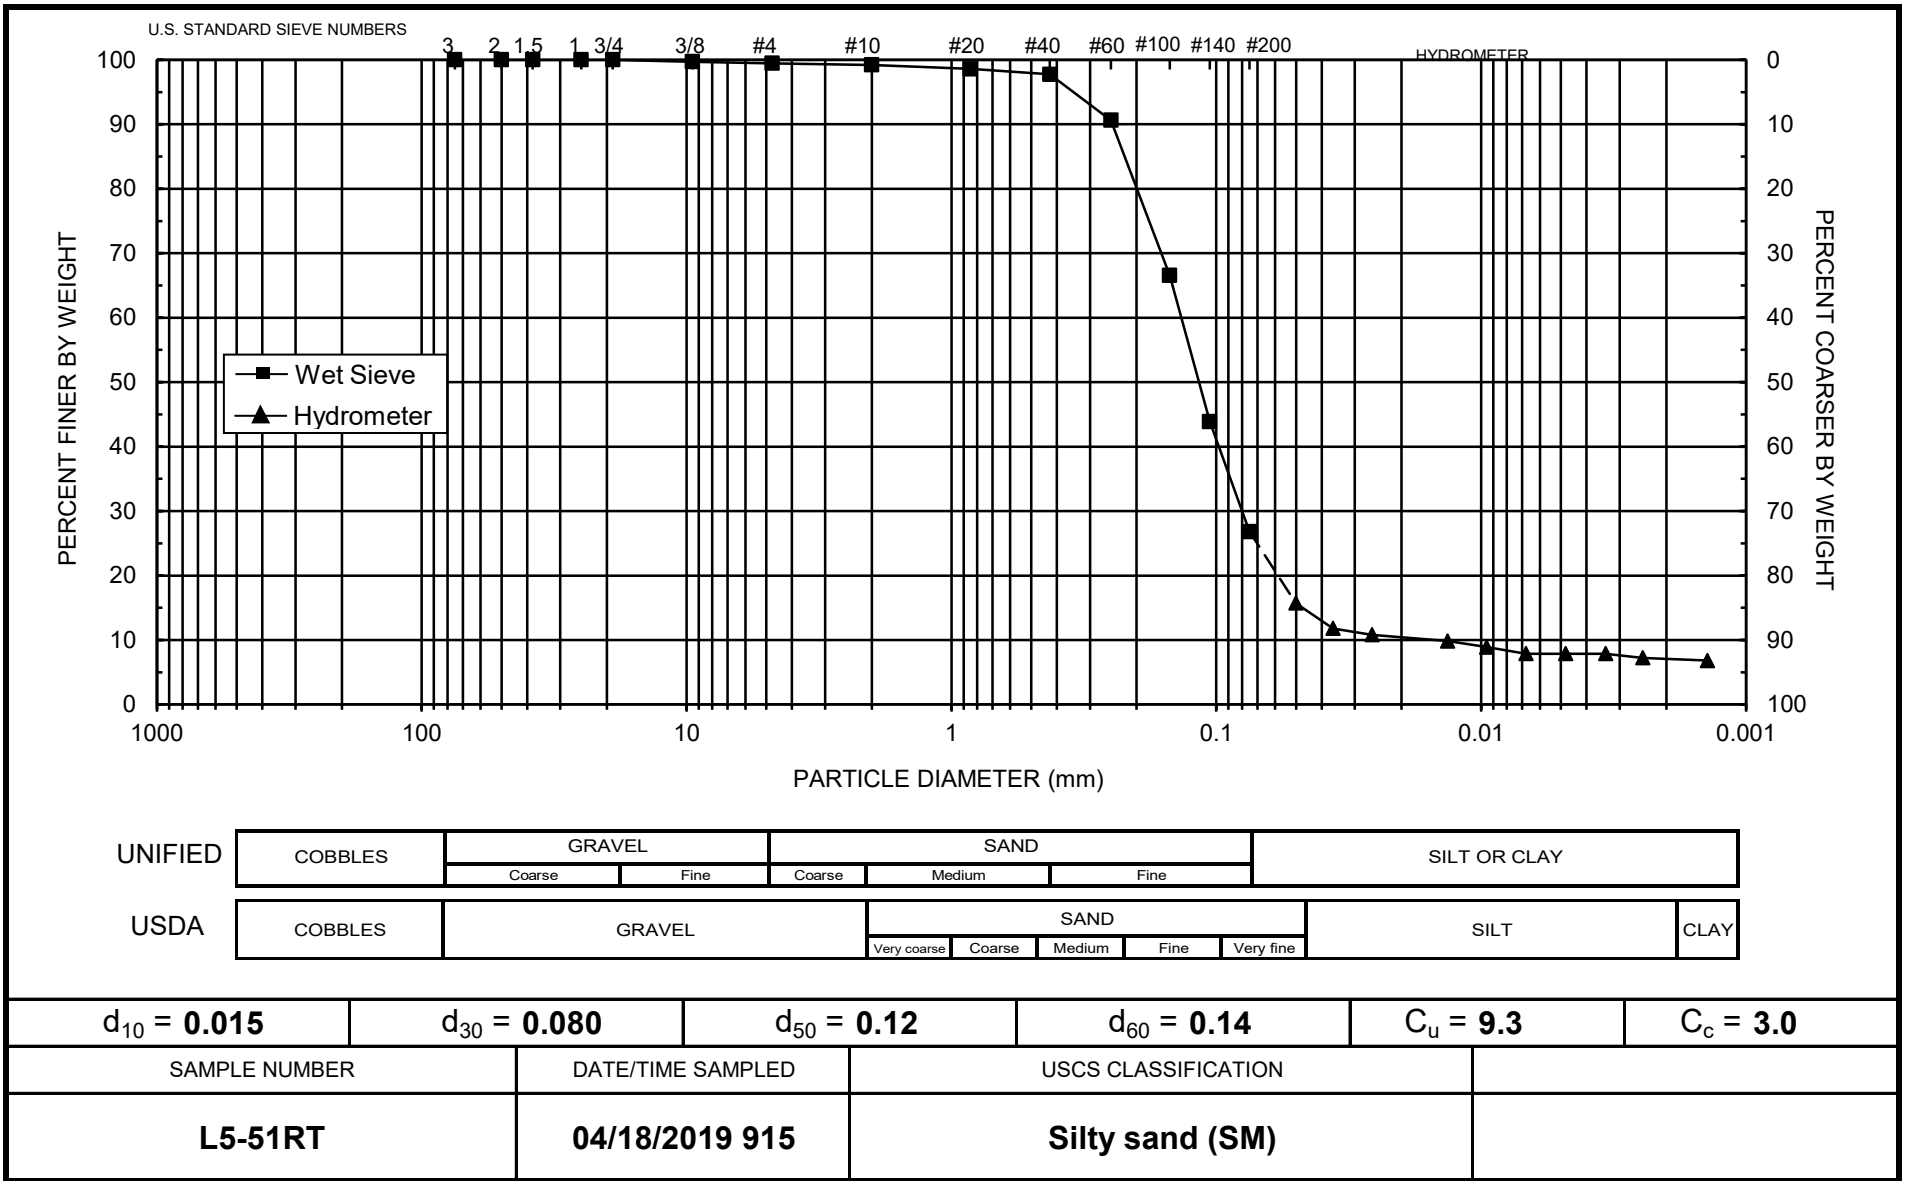 U.S. STANDARD SIEVE NUMBERS
3 2 1.5 1 3/4 3/8 #4 #10 #20 #40 #60 #100 #140 #200
HYDROMETER
100 0
90 10
80 20
70 30
60 40
50 50
40 60
30 70
20 80
10 90
0 100
PERCENT FINER BY WEIGHT
PERCENT COARSER BY WEIGHT
Wet Sieve
Hydrometer
1000 100 10 1 0.1 0.01 0.001
PARTICLE DIAMETER (mm)
UNIFIED COBBLES GRAVEL SAND SILT OR CLAY
Coarse Fine Coarse Medium Fine
USDA COBBLES GRAVEL SAND SILT CLAY
Very coarse Coarse Medium Fine Very fine
d10 = 0.015 d30 = 0.080 d50 = 0.12 d60 = 0.14 Cu = 9.3 Cc = 3.0
SAMPLE NUMBER DATE/TIME SAMPLED USCS CLASSIFICATION
L5-51RT 04/18/2019 915 Silty sand (SM)